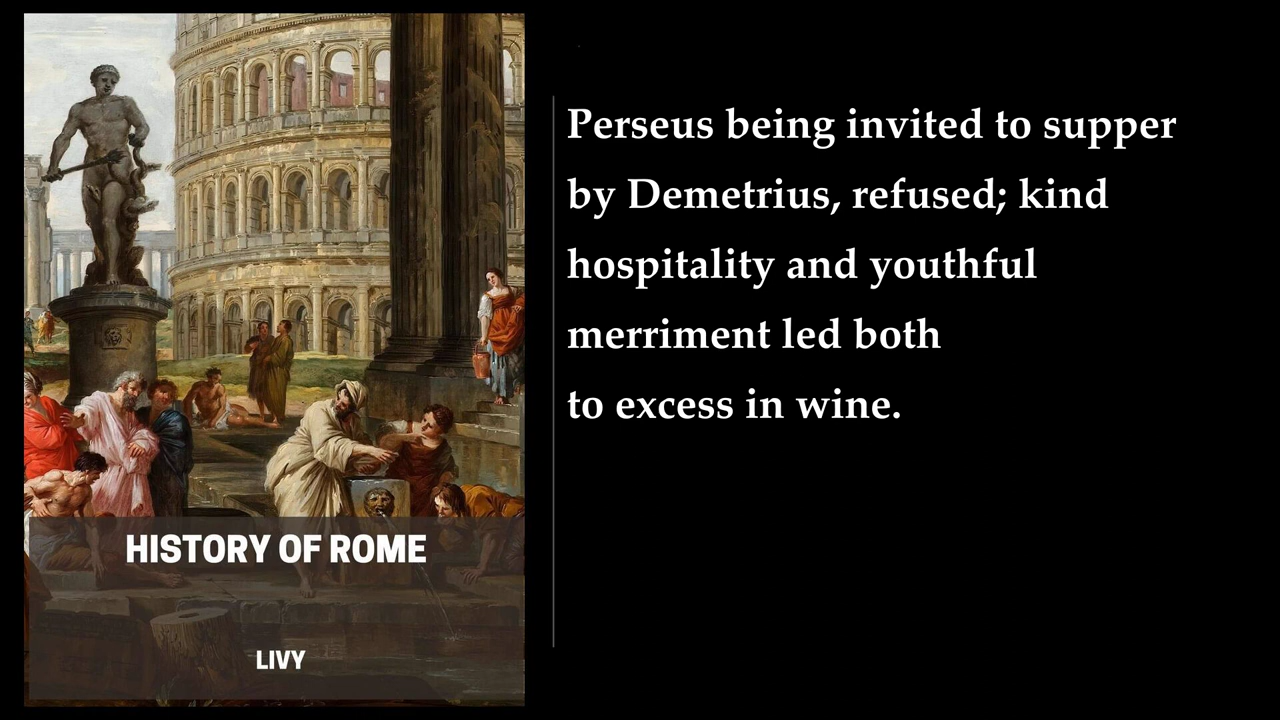 HISTORY OF ROME
LIVY
Perseus being invited to supper
by Demetrius, refused; kind
hospitality and youthful
merriment led both
to excess in wine.